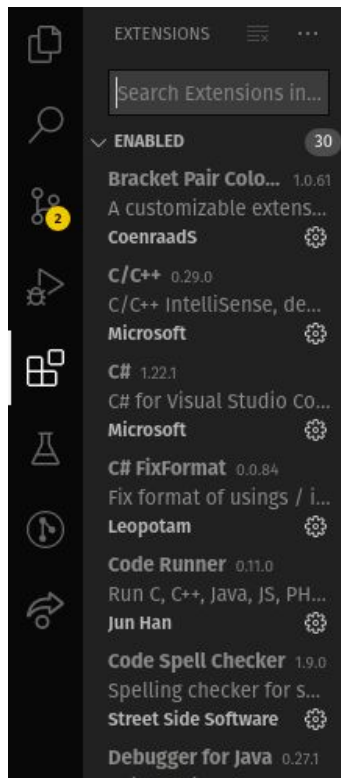 EXTENSIONS
Search Extensions in...
ENABLED 30
Bracket Pair Colo... 1.0.61
A customizable extens...
CoenraadS
2
C/C++ 0.29.0
C/C++ IntelliSense, de...
Microsoft
C# 1.22.1
C# for Visual Studio Co...
Microsoft
C# FixFormat 0.0.84
Fix format of usings / i...
Leopotam
Code Runner 0.11.0
Run C, C++, Java, JS, PH...
Jun Han
Code Spell Checker 1.9.0
Spelling checker for s...
Street Side Software
Debugger for Java 0.27.1